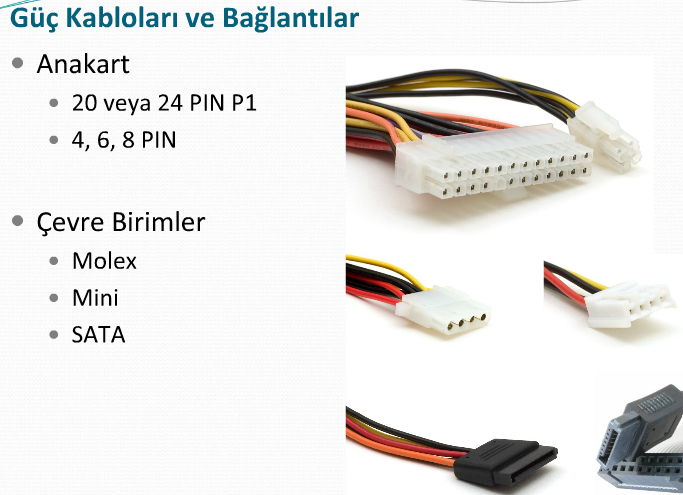 Güç Kabloları ve Bağlantılar
Anakart
20 veya 24 PIN P1
4, 6, 8 PIN
Çevre Birimler
Molex
Mini
SATA